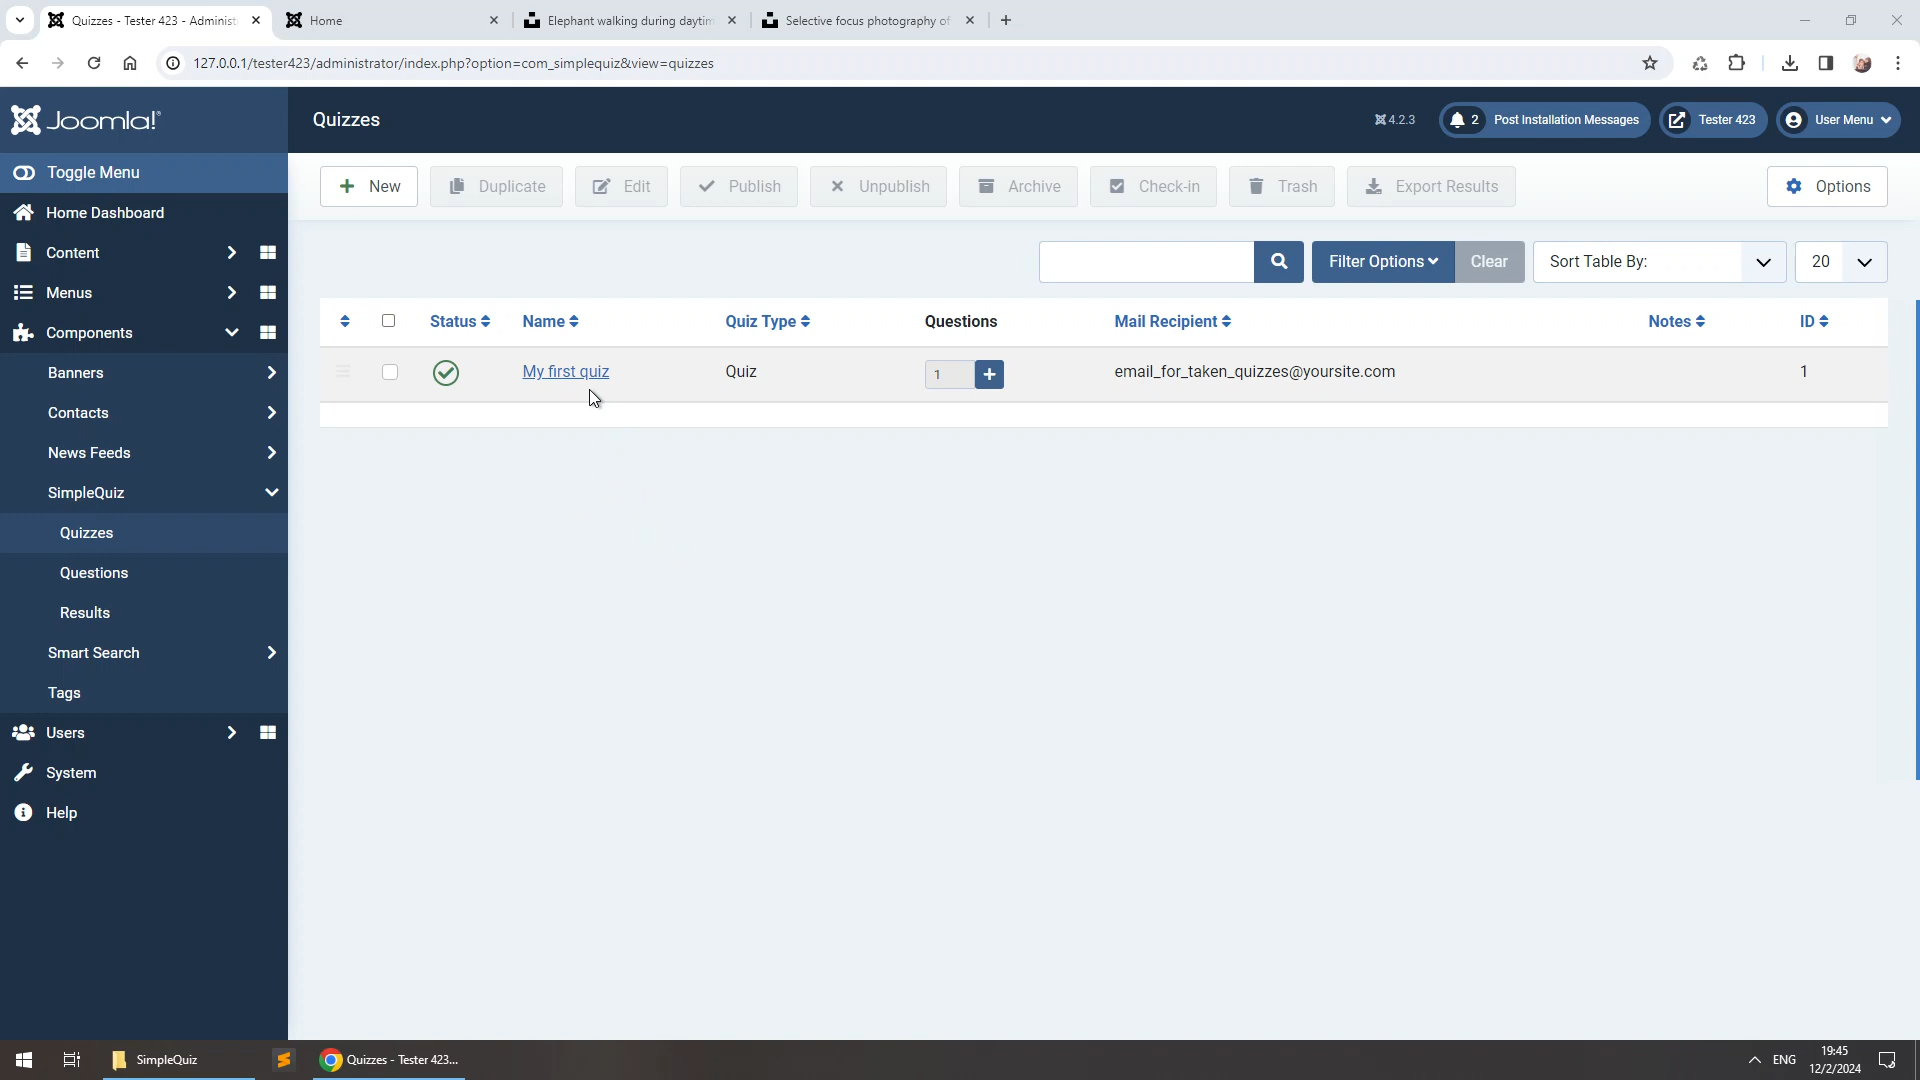 Quizzes - Tester 423 - Administ
Home
Elephant walking during daytim
Selective focus photography of
127.0.0.1/tester423/administrator/index.php?option=com_simplequiz&view=quizzes
Joomla!®
Quizzes
4.2.3
2 Post Installation Messages
Tester 423
User Menu
Toggle Menu
Home Dashboard
Content
Menus
Components
Banners
Contacts
News Feeds
SimpleQuiz
Quizzes
Questions
Results
Smart Search
Tags
Users
System
Help
New
Duplicate
Edit
Publish
Unpublish
Archive
Check-in
Trash
Export Results
Options
Filter Options
Clear
Sort Table By:
20
Status
Name
Quiz Type
Questions
Mail Recipient
Notes
ID
My first quiz
Quiz
1
email_for_taken_quizzes@yoursite.com
1
SimpleQuiz
Quizzes - Tester 423...
ENG
19:45
12/2/2024